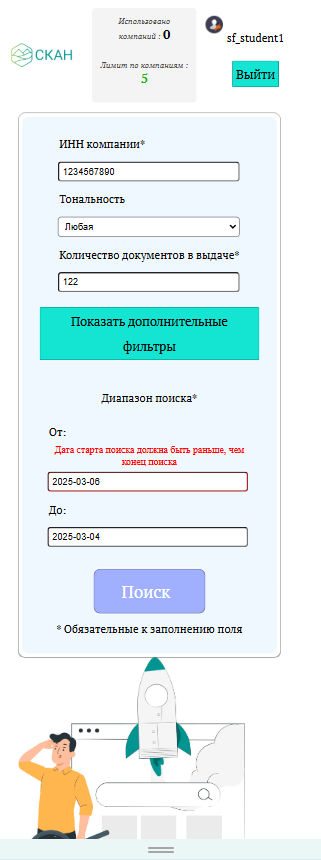 СКАН
Использовано
компаний : 0
Лимит по компаниям :
5
sf_student1
Выйти
ИНН компании*
1234567890
Тональность
Любая
Количество документов в выдаче*
122
Показать дополнительные
фильтры
Диапазон поиска*
От:
Дата старта поиска должна быть раньше, чем
конец поиска
2025-03-06
До:
2025-03-04
Поиск
* Обязательные к заполнению поля